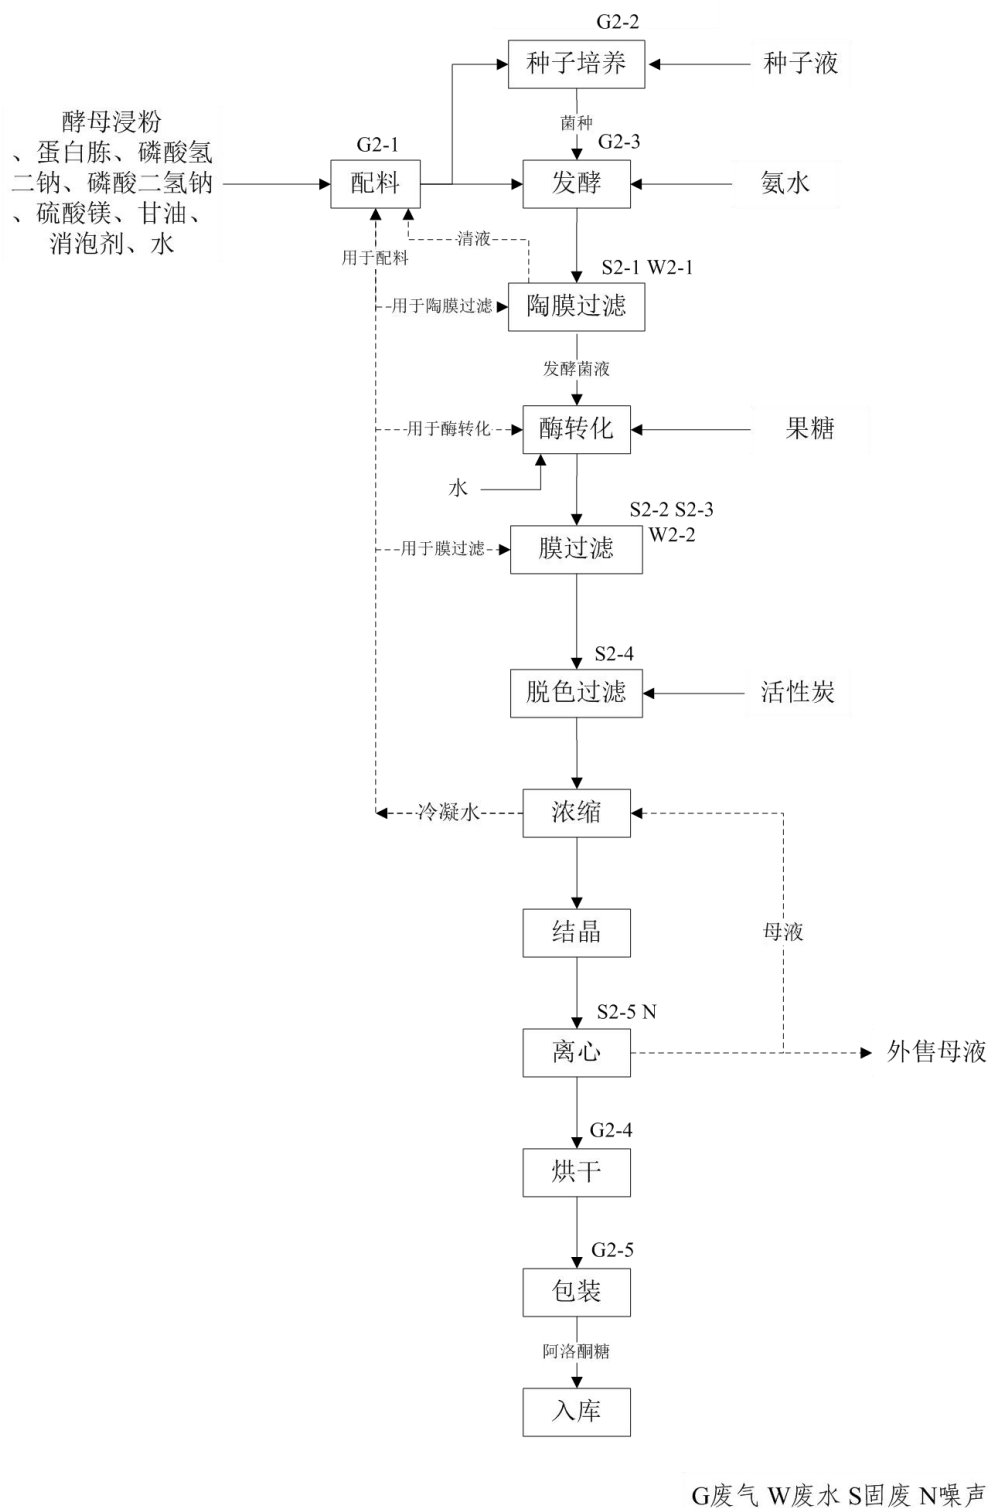 G2-2
种子培养
种子液
菌种
酵母浸粉
、蛋白胨、磷酸氢
二钠、磷酸二氢钠
、硫酸镁、甘油、
消泡剂、水
G2-1
配料
G2-3
发酵
氨水
清液
用于配料
S2-1 W2-1
用于陶膜过滤
陶膜过滤
发酵菌液
用于酶转化
酶转化
果糖
水
S2-2 S2-3
W2-2
用于膜过滤
膜过滤
S2-4
脱色过滤
活性炭
冷凝水
浓缩
结晶
母液
S2-5 N
离心
外售母液
G2-4
烘干
G2-5
包装
阿洛酮糖
入库
G废气 W废水 S固废 N噪声